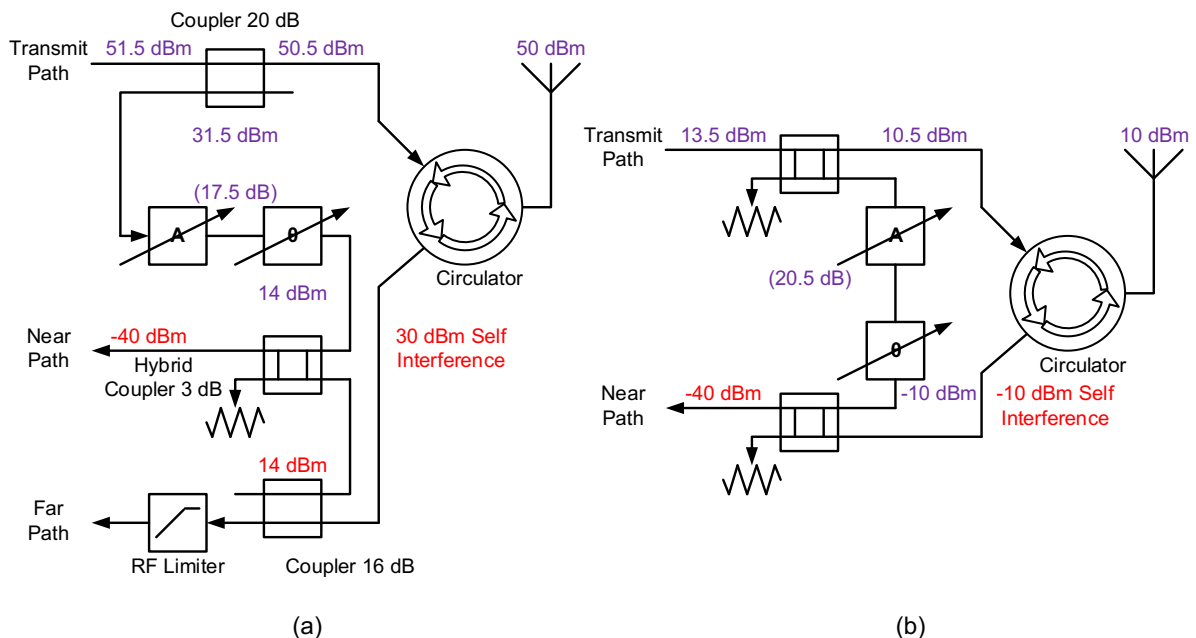 Coupler 20 dB
Transmit
Path
51.5 dBm
50.5 dBm
50 dBm
31.5 dBm
(17.5 dB)
A
θ
Circulator
14 dBm
Near
Path
-40 dBm
Hybrid
Coupler 3 dB
30 dBm Self
Interference
14 dBm
Far
Path
RF Limiter
Coupler 16 dB
(a)
Transmit
Path
13.5 dBm
10.5 dBm
10 dBm
A
(20.5 dB)
θ
Circulator
Near
Path
-40 dBm
-10 dBm
-10 dBm Self
Interference
(b)